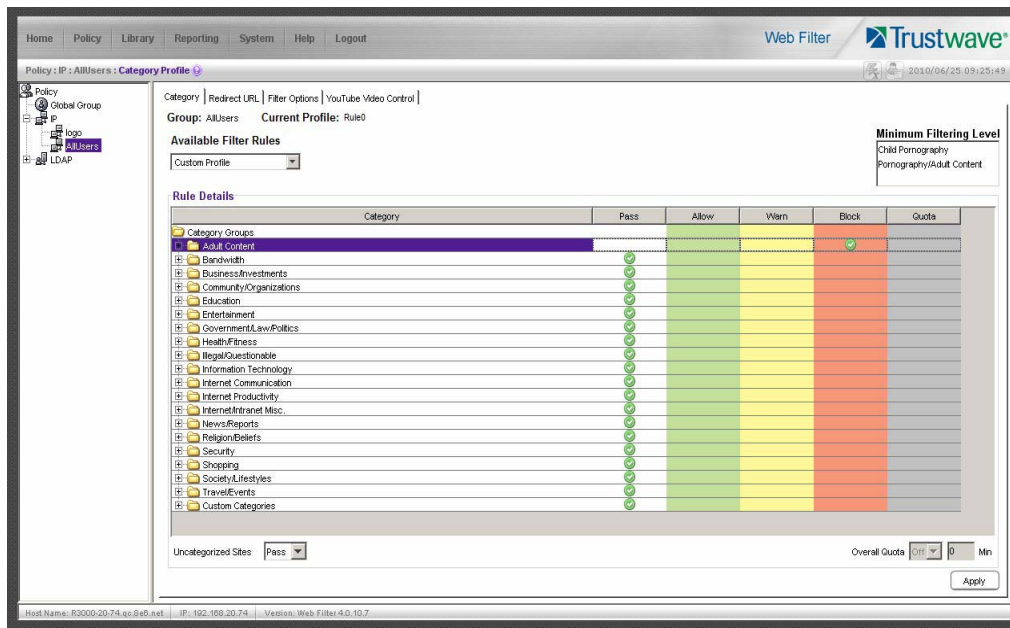 Home Policy Library Reporting System Help Logout
Web Filter Trustwave®
Policy : IP : AllUsers : Category Profile
2010/06/25 09:25:49
Policy
Global Group
IP
logo
AllUsers
LDAP
Category Redirect URL Filter Options YouTube Video Control
Group: AllUsers Current Profile: Rule0
Available Filter Rules
Custom Profile
Minimum Filtering Level
Child Pornography
Pornography/Adult Content
Rule Details
Category Pass Allow Warn Block Quota
Category Groups
Adult Content
Bandwidth
Business/Investments
Community/Organizations
Education
Entertainment
Government/Law/Politics
Health/Fitness
Illegal/Questionable
Information Technology
Internet Communication
Internet Productivity
Internet/Intranet Misc.
News/Reports
Religion/Beliefs
Security
Shopping
Society/Lifestyles
Travel/Events
Custom Categories
Uncategorized Sites Pass
Overall Quota Off 0 Min
Apply
Host Name: R3000-20-74.qc.8e6.net IP: 192.168.20.74 Version: Web Filter 4.0.10.7